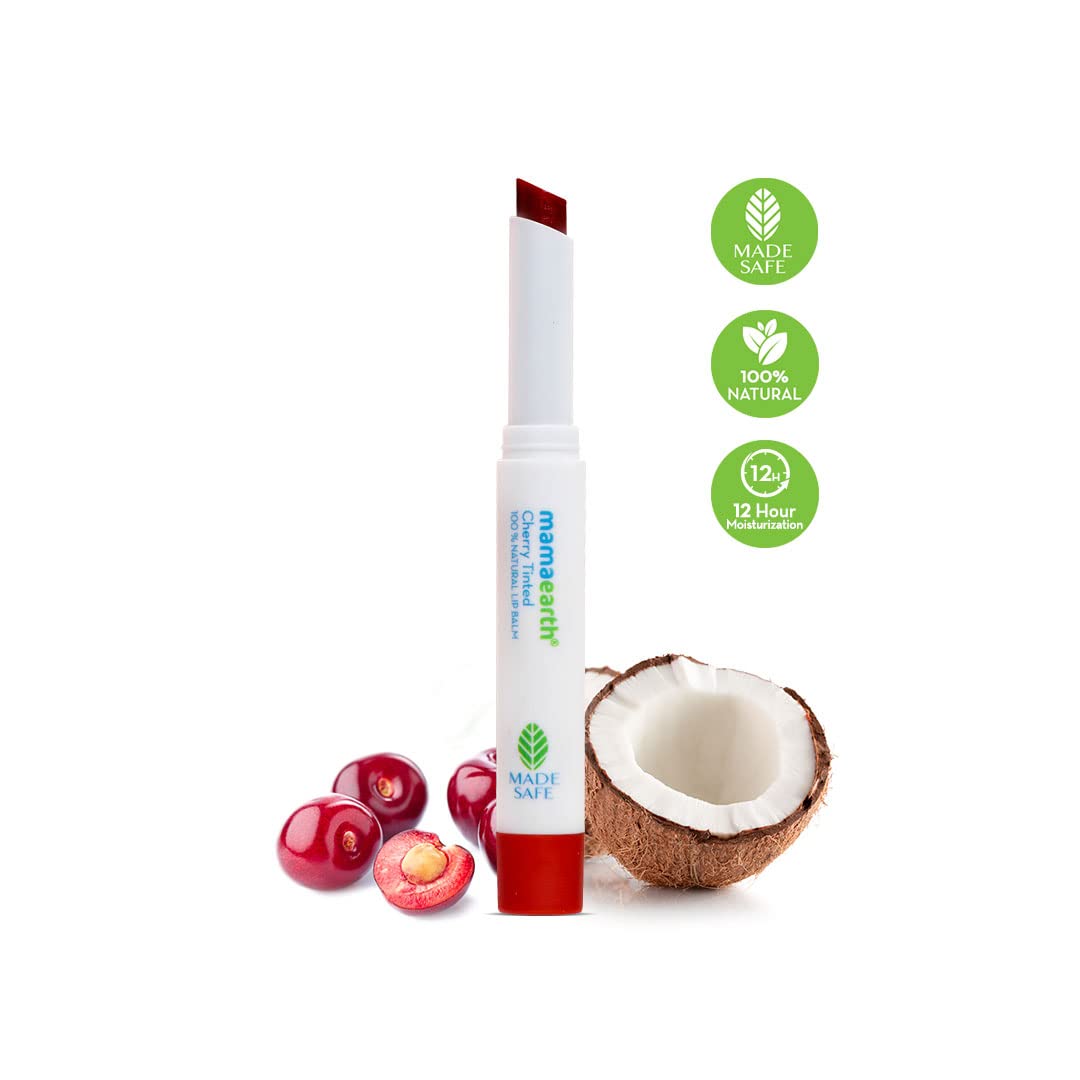 mamaearth®
Cherry Tinted
100% NATURAL LIP BALM
MADE
SAFE
MADE
SAFE
100%
NATURAL
12H
12 Hour
Moisturization